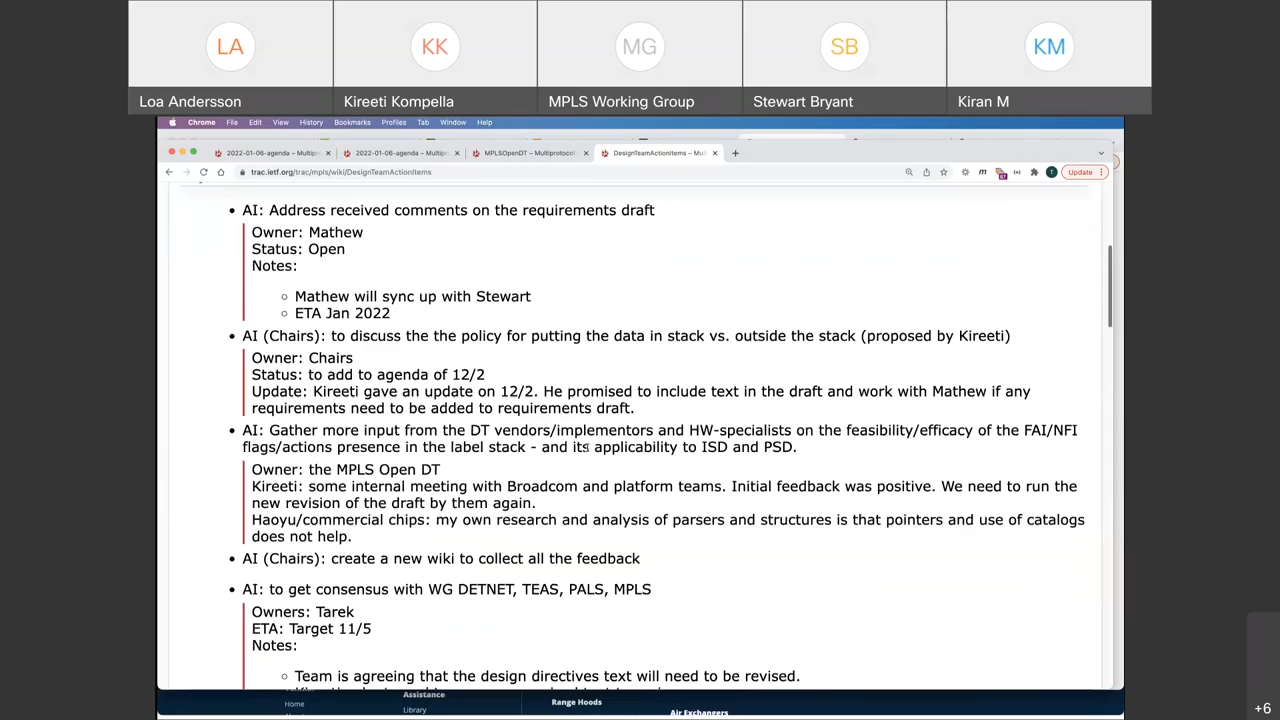 LA
KK
MG
SB
KM
Loa Andersson
Kireeti Kompella
MPLS Working Group
Stewart Bryant
Kiran M
Chrome File Edit View History Bookmarks Profiles Tab Window Help
2022-01-06-agenda – Multipro
2022-01-06-agenda – Multipro
MPLSOpenDT – Multiprotocol
DesignTeamActionItems – Mul
trac.ietf.org/trac/mpls/wiki/DesignTeamActionItems
Update
AI: Address received comments on the requirements draft
Owner: Mathew
Status: Open
Notes:
Mathew will sync up with Stewart
ETA Jan 2022
AI (Chairs): to discuss the the policy for putting the data in stack vs. outside the stack (proposed by Kireeti)
Owner: Chairs
Status: to add to agenda of 12/2
Update: Kireeti gave an update on 12/2. He promised to include text in the draft and work with Mathew if any
requirements need to be added to requirements draft.
AI: Gather more input from the DT vendors/implementors and HW-specialists on the feasibility/efficacy of the FAI/NFI
flags/actions presence in the label stack - and its applicability to ISD and PSD.
Owner: the MPLS Open DT
Kireeti: some internal meeting with Broadcom and platform teams. Initial feedback was positive. We need to run the
new revision of the draft by them again.
Haoyu/commercial chips: my own research and analysis of parsers and structures is that pointers and use of catalogs
does not help.
AI (Chairs): create a new wiki to collect all the feedback
AI: to get consensus with WG DETNET, TEAS, PALS, MPLS
Owners: Tarek
ETA: Target 11/5
Notes:
Team is agreeing that the design directives text will need to be revised.
Home
Assistance
Library
Range Hoods
Air Exchangers
+6